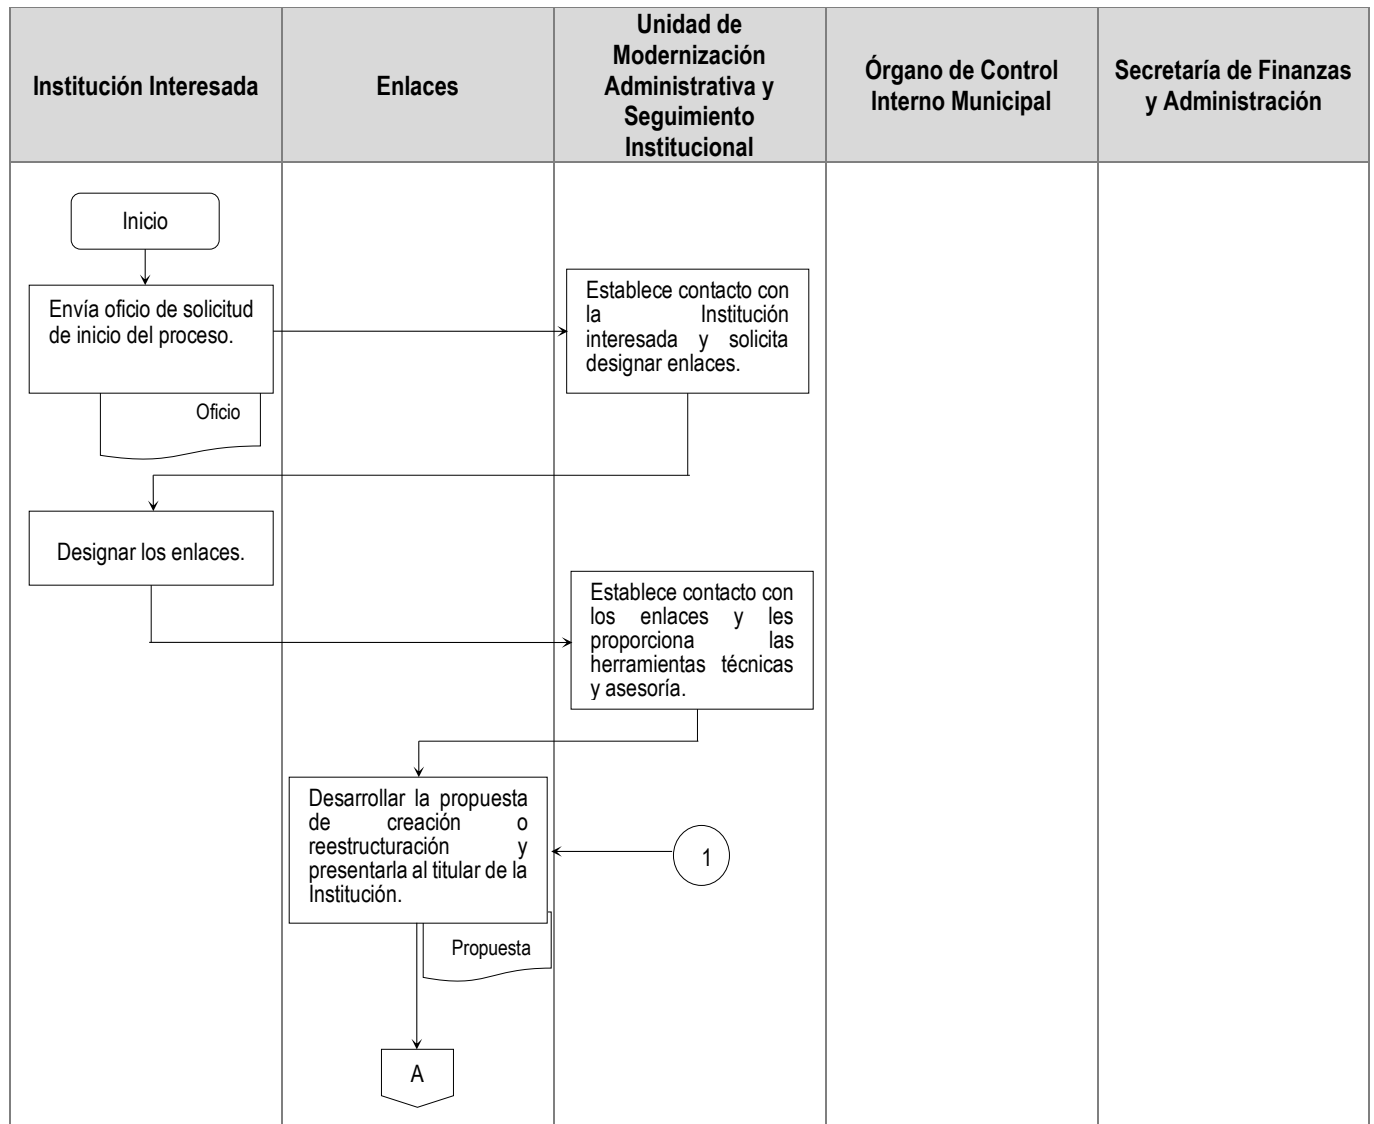 Institución Interesada
Enlaces
Unidad de
Modernización
Administrativa y
Seguimiento
Institucional
Órgano de Control
Interno Municipal
Secretaría de Finanzas
y Administración
Inicio
Envía oficio de solicitud
de inicio del proceso.
Oficio
Establece contacto con
la Institución
interesada y solicita
designar enlaces.
Designar los enlaces.
Establece contacto con
los enlaces y les
proporciona las
herramientas técnicas
y asesoría.
Desarrollar la propuesta
de creación o
reestructuración y
presentarla al titular de la
Institución.
1
Propuesta
A